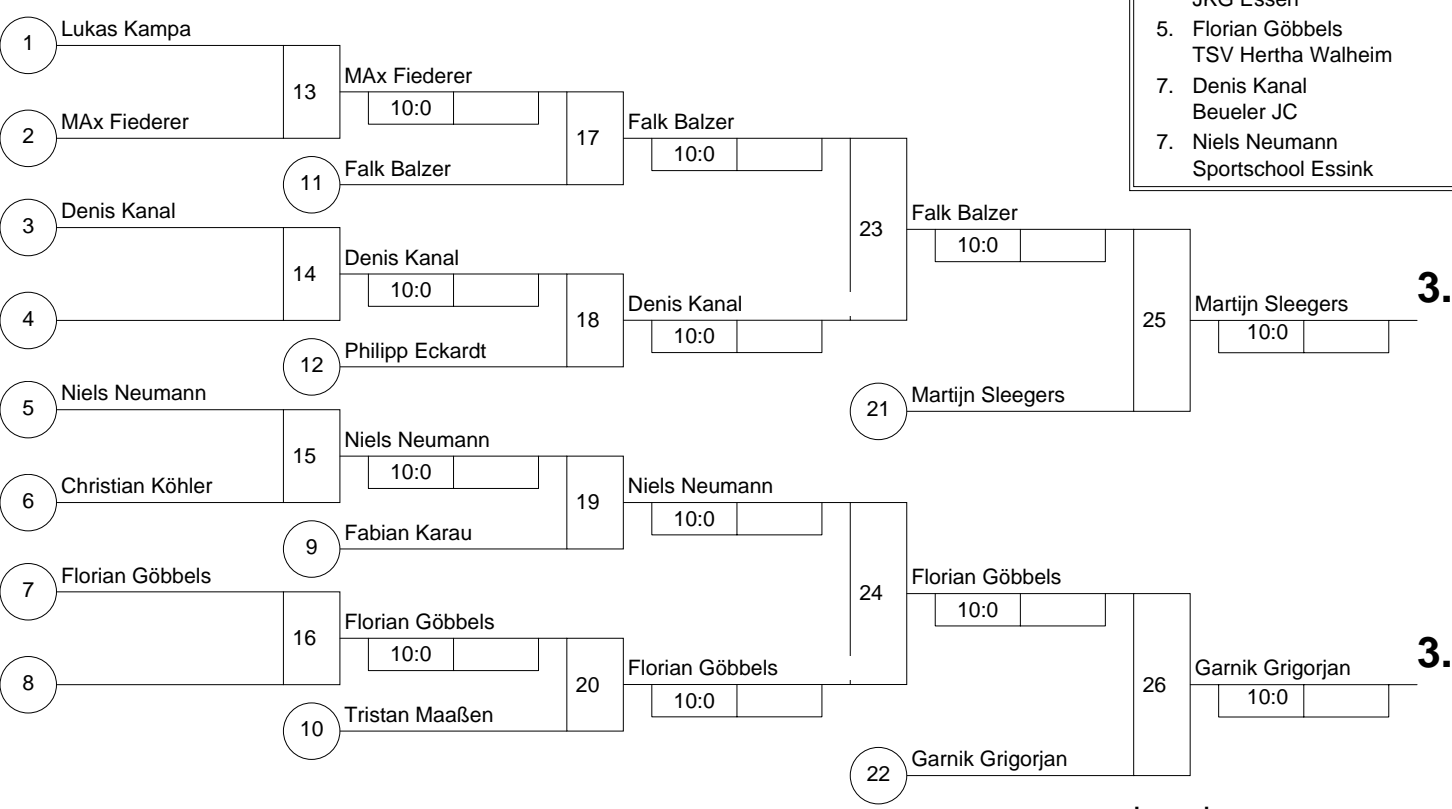 JKG Essen
5. Florian Göbbels
TSV Hertha Walheim
7. Denis Kanal
Beueler JC
7. Niels Neumann
Sportschool Essink
1 Lukas Kampa
13 MAx Fiederer
10:0
2 MAx Fiederer
17 Falk Balzer
10:0
11 Falk Balzer
3 Denis Kanal
23 Falk Balzer
10:0
14 Denis Kanal
10:0
4
18 Denis Kanal
10:0
25 Martijn Sleegers 3.
10:0
12 Philipp Eckardt
5 Niels Neumann
21 Martijn Sleegers
15 Niels Neumann
10:0
6 Christian Köhler
19 Niels Neumann
10:0
9 Fabian Karau
7 Florian Göbbels
24 Florian Göbbels
10:0
16 Florian Göbbels
10:0
8
20 Florian Göbbels
10:0
26 Garnik Grigorjan 3.
10:0
10 Tristan Maaßen
22 Garnik Grigorjan